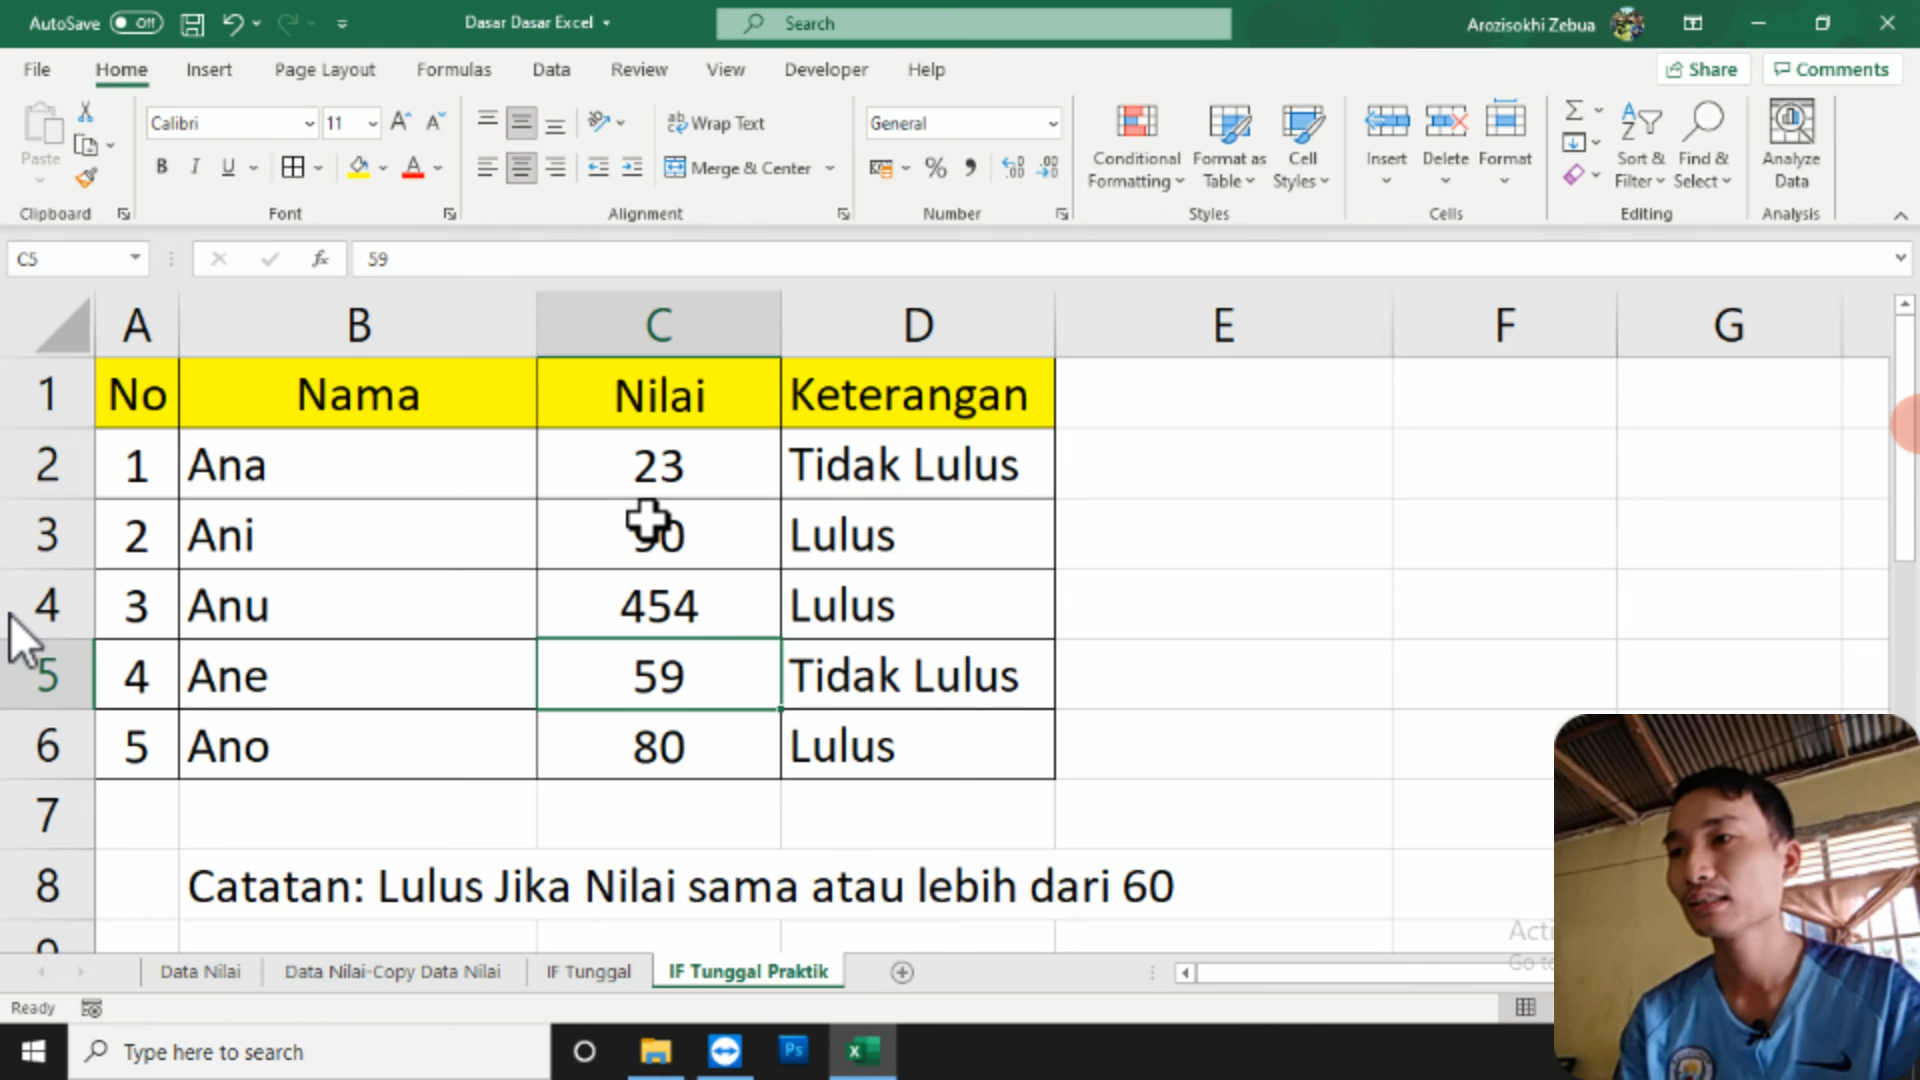 AutoSave Off Dasar Dasar Excel Search Arozisokhi Zebua
File Home Insert Page Layout Formulas Data Review View Developer Help Share Comments
Calibri 11 Wrap Text General
Paste B I U Merge & Center % Conditional Formatting Format as Table Cell Styles Insert Delete Format Sort & Filter Find & Select Analyze Data
Clipboard Font Alignment Number Styles Cells Editing Analysis
C5 fx 59
A B C D E F G
1 No Nama Nilai Keterangan
2 1 Ana 23 Tidak Lulus
3 2 Ani 90 Lulus
4 3 Anu 454 Lulus
5 4 Ane 59 Tidak Lulus
6 5 Ano 80 Lulus
7
8 Catatan: Lulus Jika Nilai sama atau lebih dari 60
Data Nilai Data Nilai-Copy Data Nilai IF Tunggal IF Tunggal Praktik
Ready
Type here to search Ps